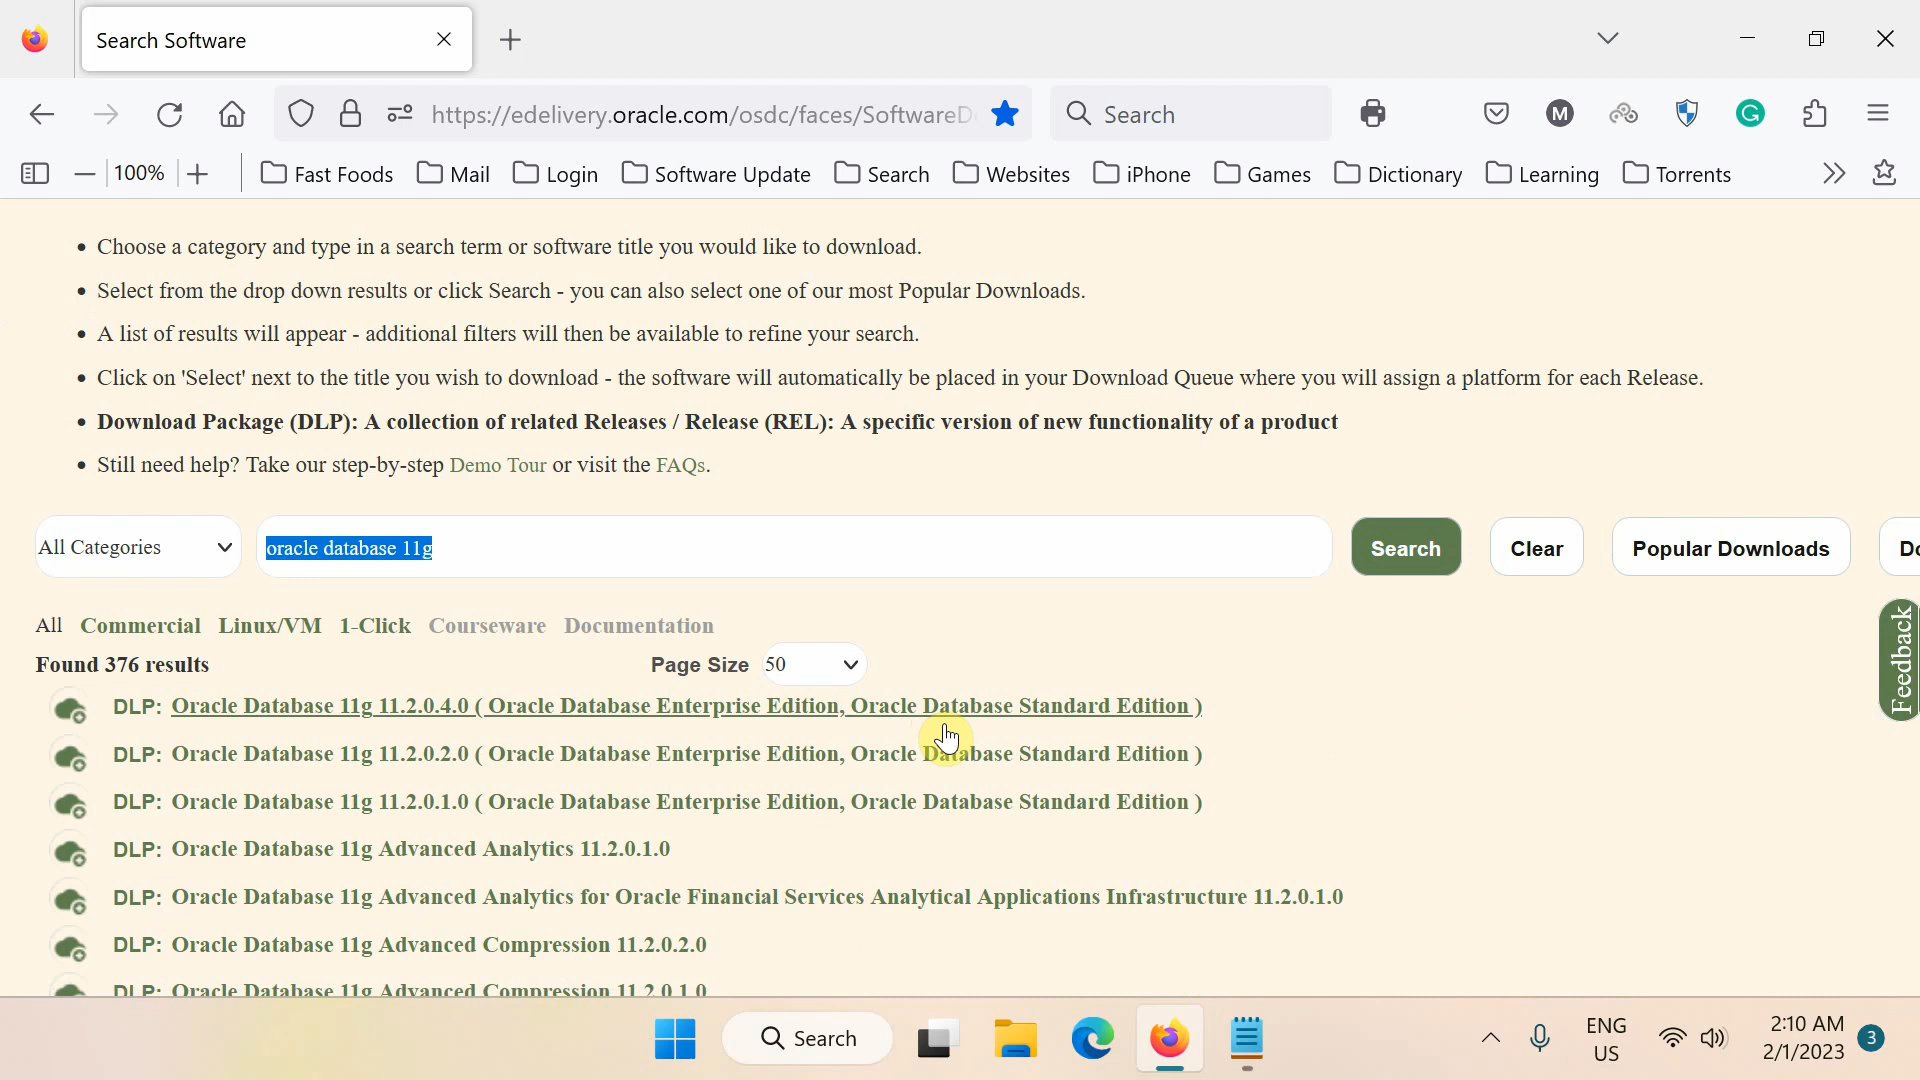 Search Software
https://edelivery.oracle.com/osdc/faces/SoftwareD
Search
M
100%
Fast Foods
Mail
Login
Software Update
Search
Websites
iPhone
Games
Dictionary
Learning
Torrents
• Choose a category and type in a search term or software title you would like to download.
• Select from the drop down results or click Search - you can also select one of our most Popular Downloads.
• A list of results will appear - additional filters will then be available to refine your search.
• Click on 'Select' next to the title you wish to download - the software will automatically be placed in your Download Queue where you will assign a platform for each Release.
• Download Package (DLP): A collection of related Releases / Release (REL): A specific version of new functionality of a product
• Still need help? Take our step-by-step Demo Tour or visit the FAQs.
All Categories
oracle database 11g
Search
Clear
Popular Downloads
Do
All Commercial Linux/VM 1-Click Courseware Documentation
Feedback
Found 376 results
Page Size 50
DLP: Oracle Database 11g 11.2.0.4.0 ( Oracle Database Enterprise Edition, Oracle Database Standard Edition )
DLP: Oracle Database 11g 11.2.0.2.0 ( Oracle Database Enterprise Edition, Oracle Database Standard Edition )
DLP: Oracle Database 11g 11.2.0.1.0 ( Oracle Database Enterprise Edition, Oracle Database Standard Edition )
DLP: Oracle Database 11g Advanced Analytics 11.2.0.1.0
DLP: Oracle Database 11g Advanced Analytics for Oracle Financial Services Analytical Applications Infrastructure 11.2.0.1.0
DLP: Oracle Database 11g Advanced Compression 11.2.0.2.0
DLP: Oracle Database 11g Advanced Compression 11.2.0.1.0
Search
ENG
US
2:10 AM
2/1/2023
3